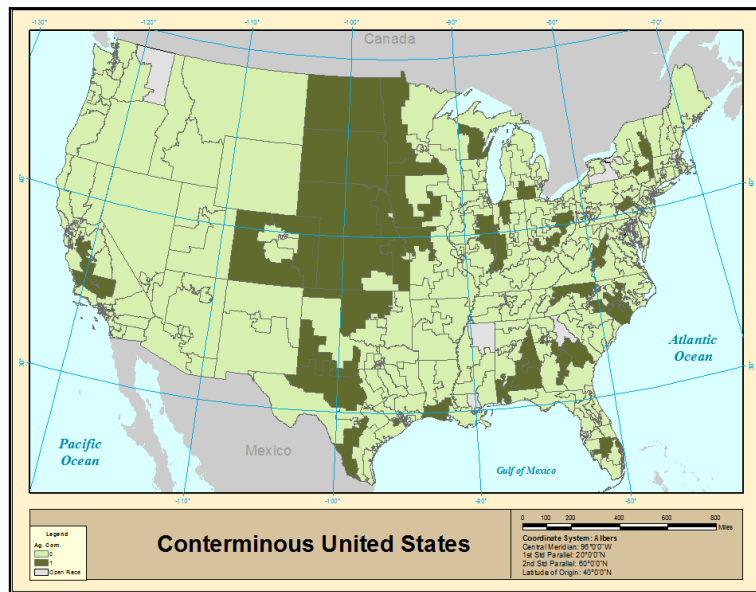 -130°
-120°
-110°
-100°
-90°
-80°
-70°
Canada
40°
40°
30°
30°
Atlantic
Ocean
Pacific
Ocean
Mexico
Gulf of Mexico
-110°
-100°
-90°
-80°
Legend
Ag. Com.
0
1
Open Race
Conterminous United States
0 100 200 400 600 800
Miles
Coordinate System: Albers
Central Meridian: 96°0'0"W
1st Std Parallel: 20°0'0"N
2nd Std Parallel: 60°0'0"N
Latitude of Origin: 40°0'0"N